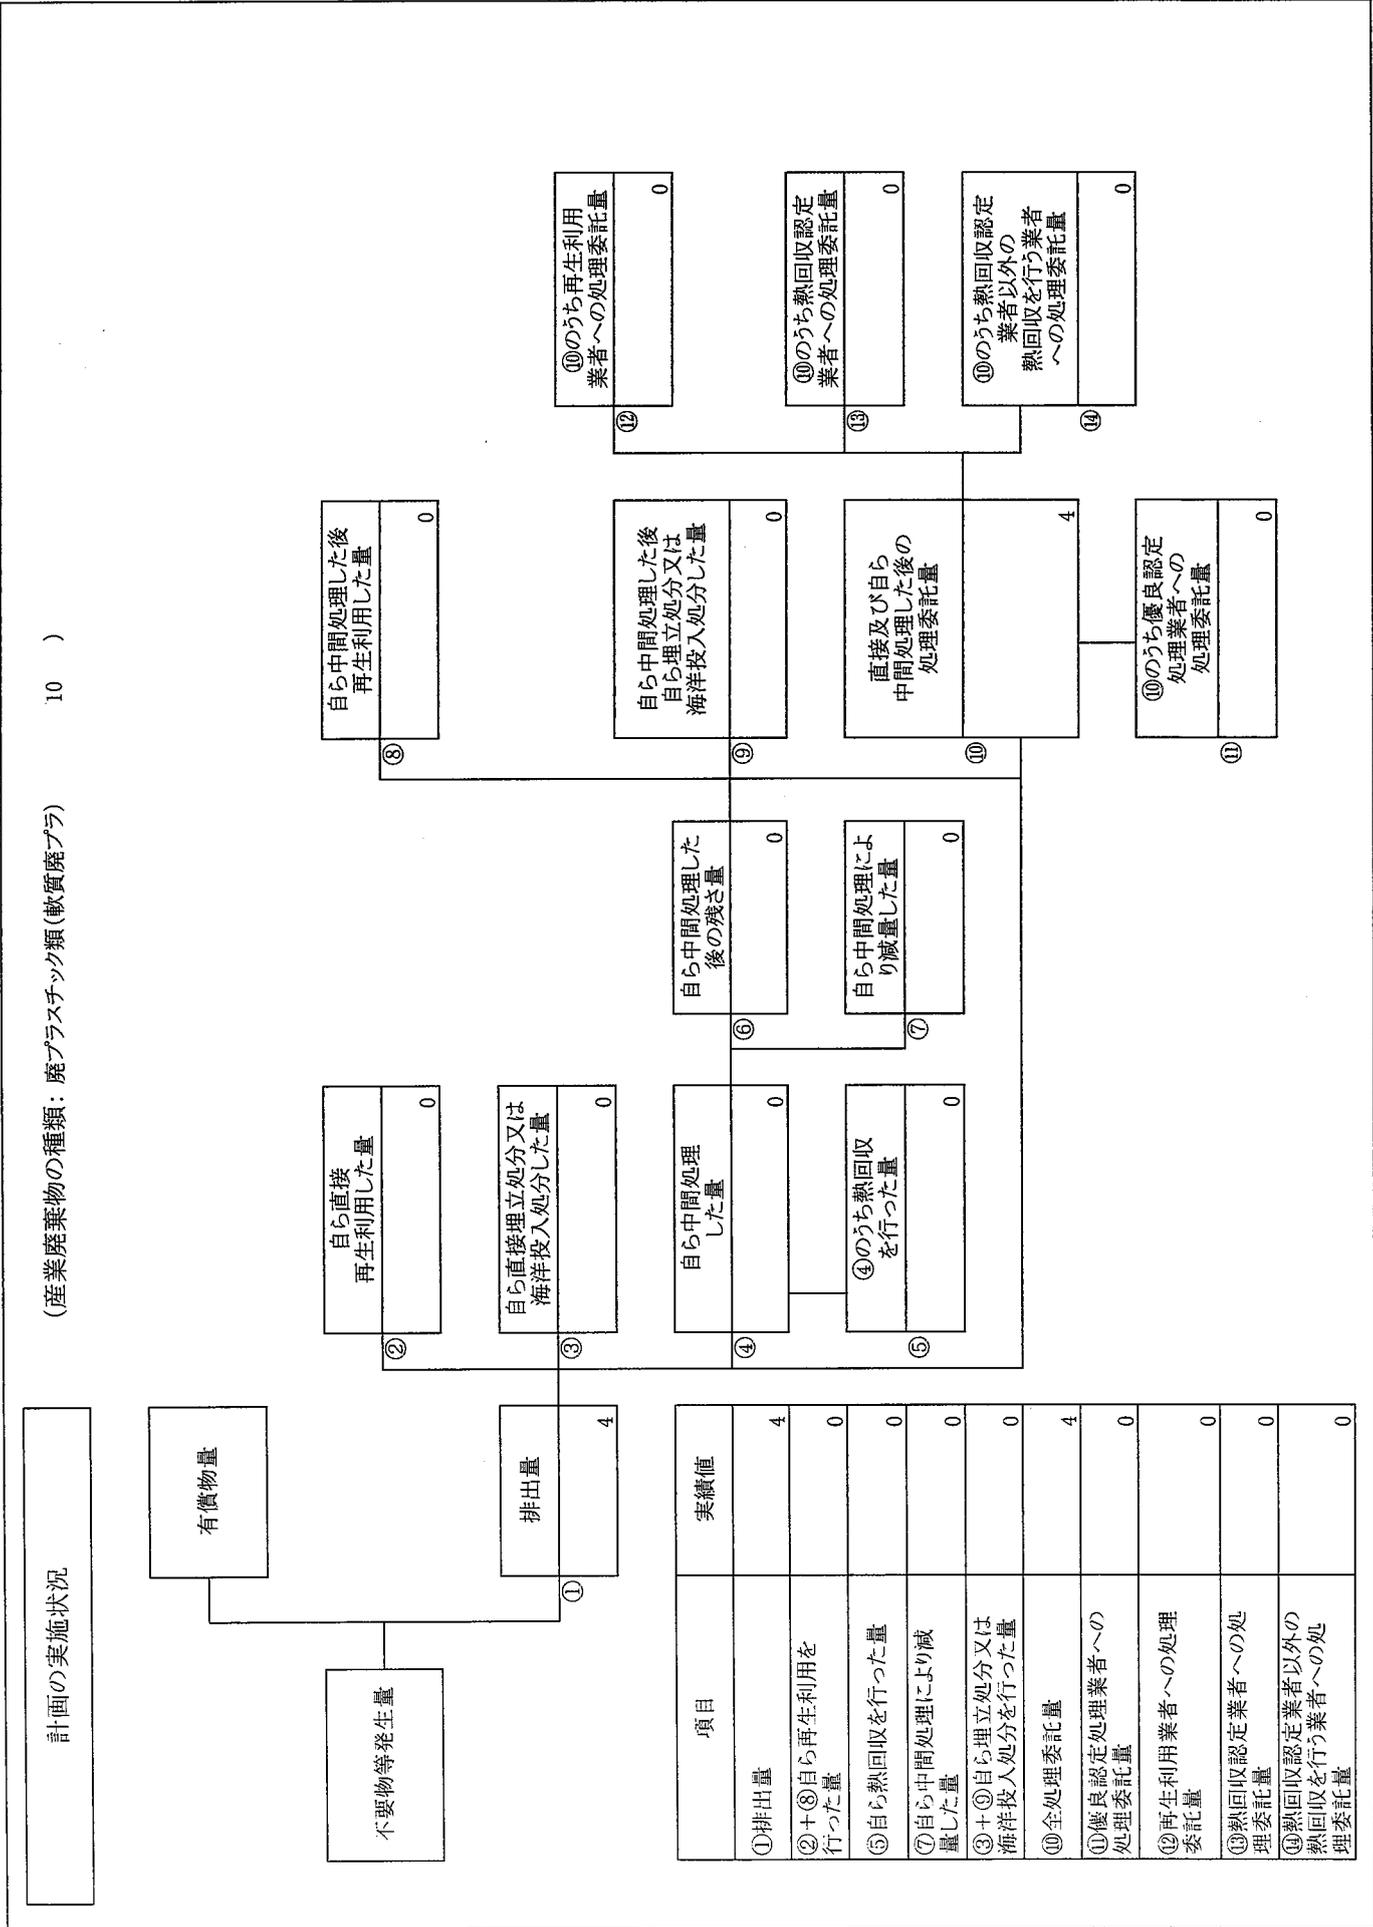 計画の実施状況
(産業廃棄物の種類：廃プラスチック類(軟質廃プラ) 10 )
不要物等発生量
有償物量
①
排出量
4
②
自ら直接
再生利用した量
0
③
自ら直接埋立処分又は
海洋投入処分した量
0
④
自ら中間処理
した量
0
⑤
④のうち熱回収
を行った量
0
⑥
自ら中間処理した
後の残さ量
0
⑦
自ら中間処理によ
り減量した量
0
⑧
自ら中間処理した後
再生利用した量
0
⑨
自ら中間処理した後
自ら埋立処分又は
海洋投入処分した量
0
⑩
直接及び自ら
中間処理した後の
処理委託量
4
⑪
⑩のうち優良認定
処理業者への
処理委託量
0
⑫
⑩のうち再生利用
業者への処理委託量
0
⑬
⑩のうち熱回収認定
業者への処理委託量
0
⑭
⑩のうち熱回収認定
業者以外の
熱回収を行う業者
への処理委託量
0
項目 実績値
①排出量 4
②＋⑧自ら再生利用を
行った量 0
⑤自ら熱回収を行った量 0
⑦自ら中間処理により減
量した量 0
③＋⑨自ら埋立処分又は
海洋投入処分を行った量 0
⑩全処理委託量 4
⑪優良認定処理業者への
処理委託量 0
⑫再生利用業者への処理
委託量 0
⑬熱回収認定業者への処
理委託量 0
⑭熱回収認定業者以外の
熱回収を行う業者への処
理委託量 0